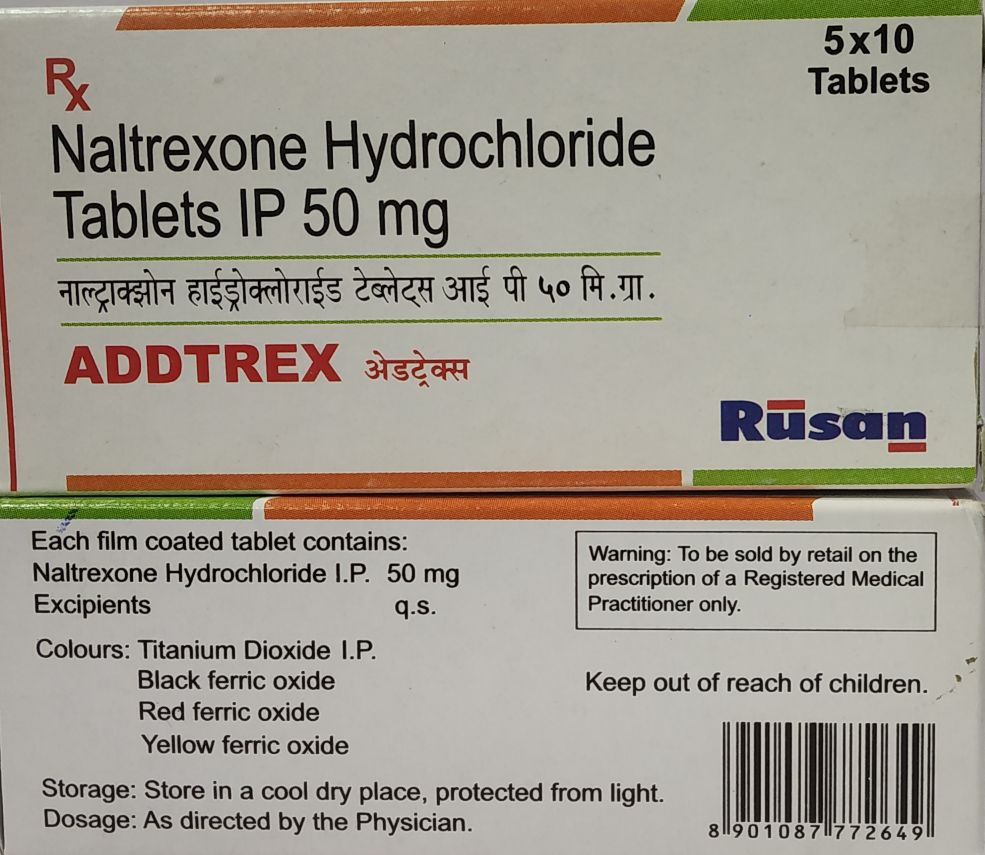 Rx
5x10
Tablets
Naltrexone Hydrochloride
Tablets IP 50 mg
नाल्ट्राक्झोन हाईड्रोक्लोराईड टेब्लेट्स आई पी ५० मि.ग्रा.
ADDTREX अेडट्रेक्स
Rusan
Each film coated tablet contains:
Naltrexone Hydrochloride I.P. 50 mg
Excipients q.s.
Colours: Titanium Dioxide I.P.
Black ferric oxide
Red ferric oxide
Yellow ferric oxide
Storage: Store in a cool dry place, protected from light.
Dosage: As directed by the Physician.
Warning: To be sold by retail on the
prescription of a Registered Medical
Practitioner only.
Keep out of reach of children.
8 901087 772649